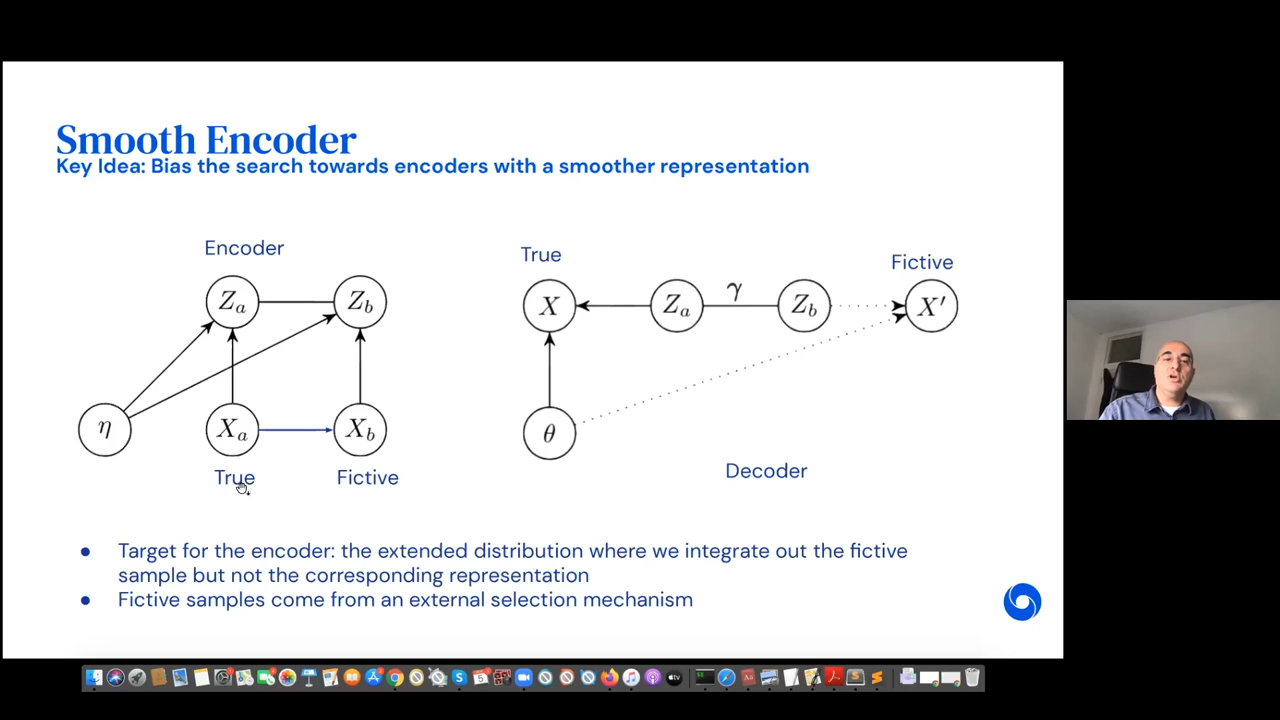 Smooth Encoder
Key Idea: Bias the search towards encoders with a smoother representation
Encoder
Z_a
Z_b
η
X_a
X_b
True
Fictive
True
Fictive
X
Z_a
γ
Z_b
X′
θ
Decoder
● Target for the encoder: the extended distribution where we integrate out the fictive
sample but not the corresponding representation
● Fictive samples come from an external selection mechanism